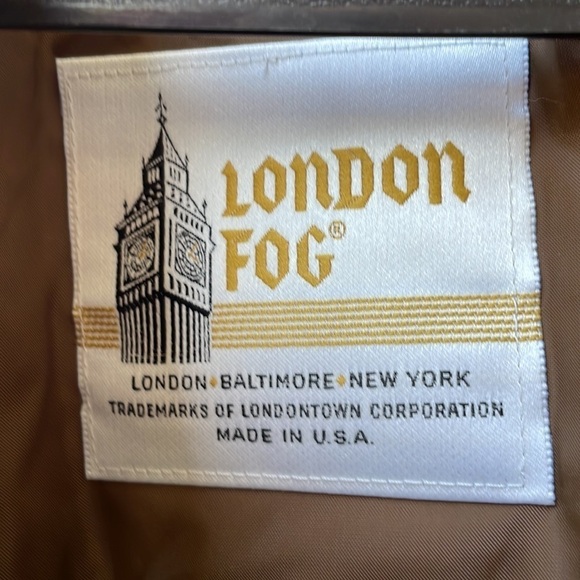 LONDON
FOG®
LONDON♦BALTIMORE♦NEW YORK
TRADEMARKS OF LONDONTOWN CORPORATION
MADE IN U.S.A.